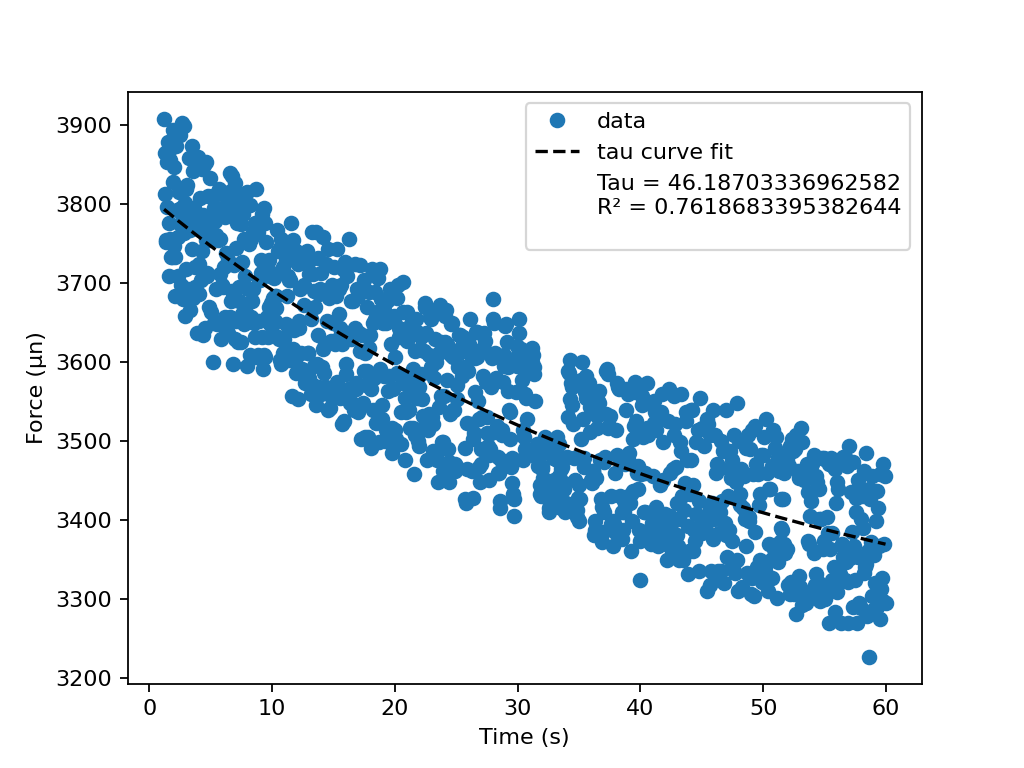 data
tau curve fit
Tau = 46.18703336962582
R² = 0.7618683395382644
3900
3800
3700
3600
3500
3400
3300
3200
Force (μn)
0 10 20 30 40 50 60
Time (s)